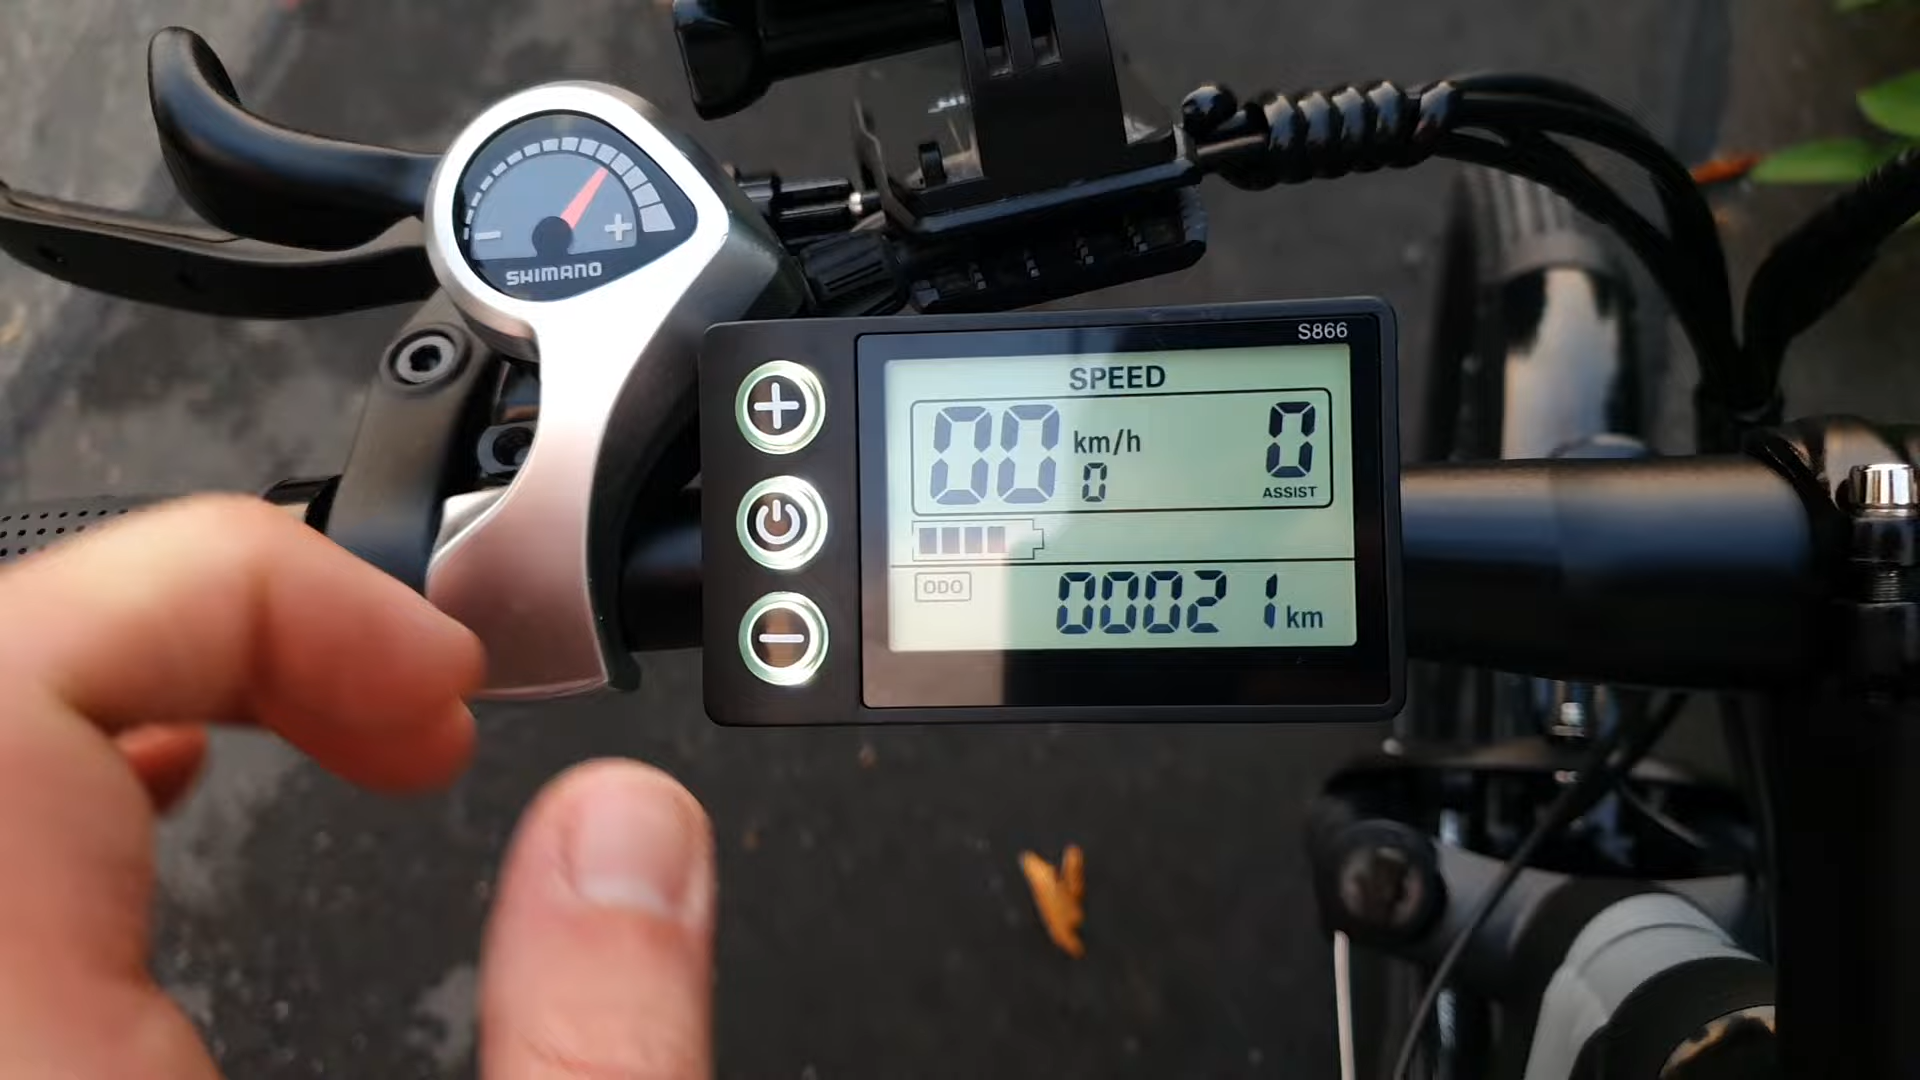 SHIMANO
S866
SPEED
00 km/h 0
0 ASSIST
ODO 00021 km